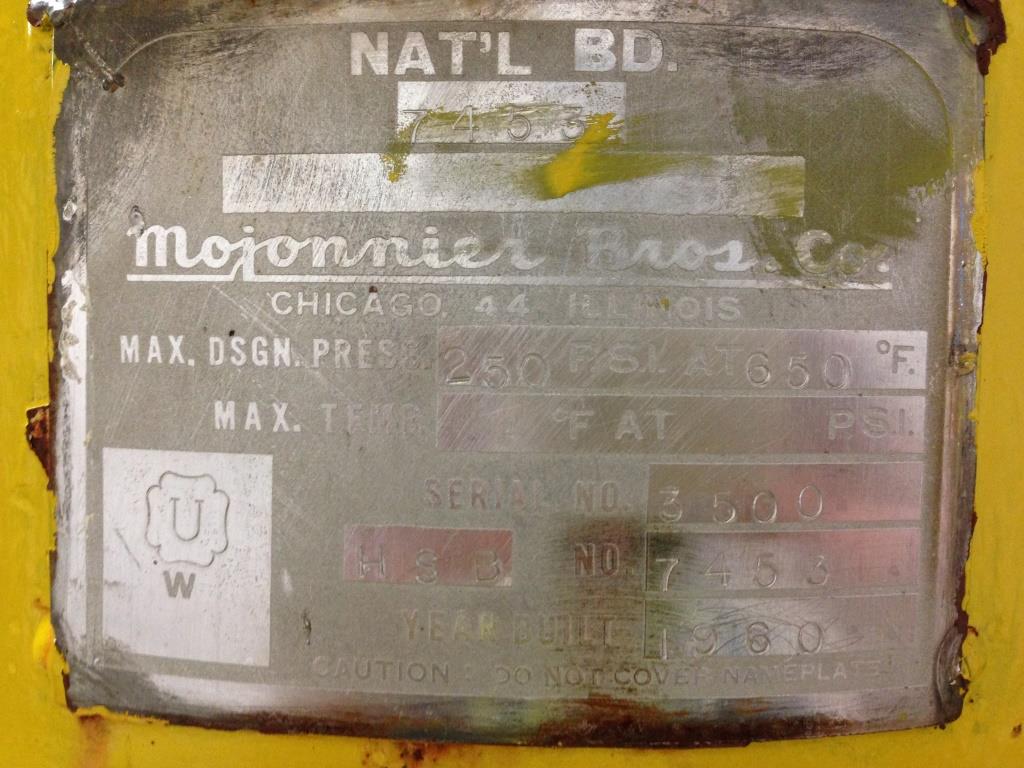 NAT'L BD.
7453
Mojonnier Bros. Co.
CHICAGO, 44 ILLINOIS
MAX. DSGN. PRESS. 250 P.S.I. AT 650 °F.
MAX. TEMP. °F AT P.S.I.
U
W
SERIAL NO. 3500
HSB NO. 7453
YEAR BUILT 1960
CAUTION : DO NOT COVER NAMEPLATE